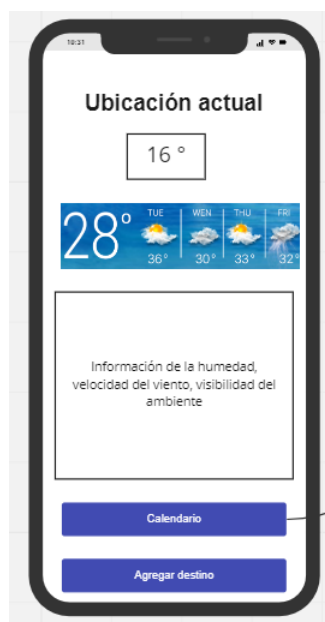 10:31
Ubicación actual
16 °
28°
TUE WEN THU FRI
36° 30° 33° 32°
Información de la humedad,
velocidad del viento, visibilidad del
ambiente
Calendario
Agregar destino